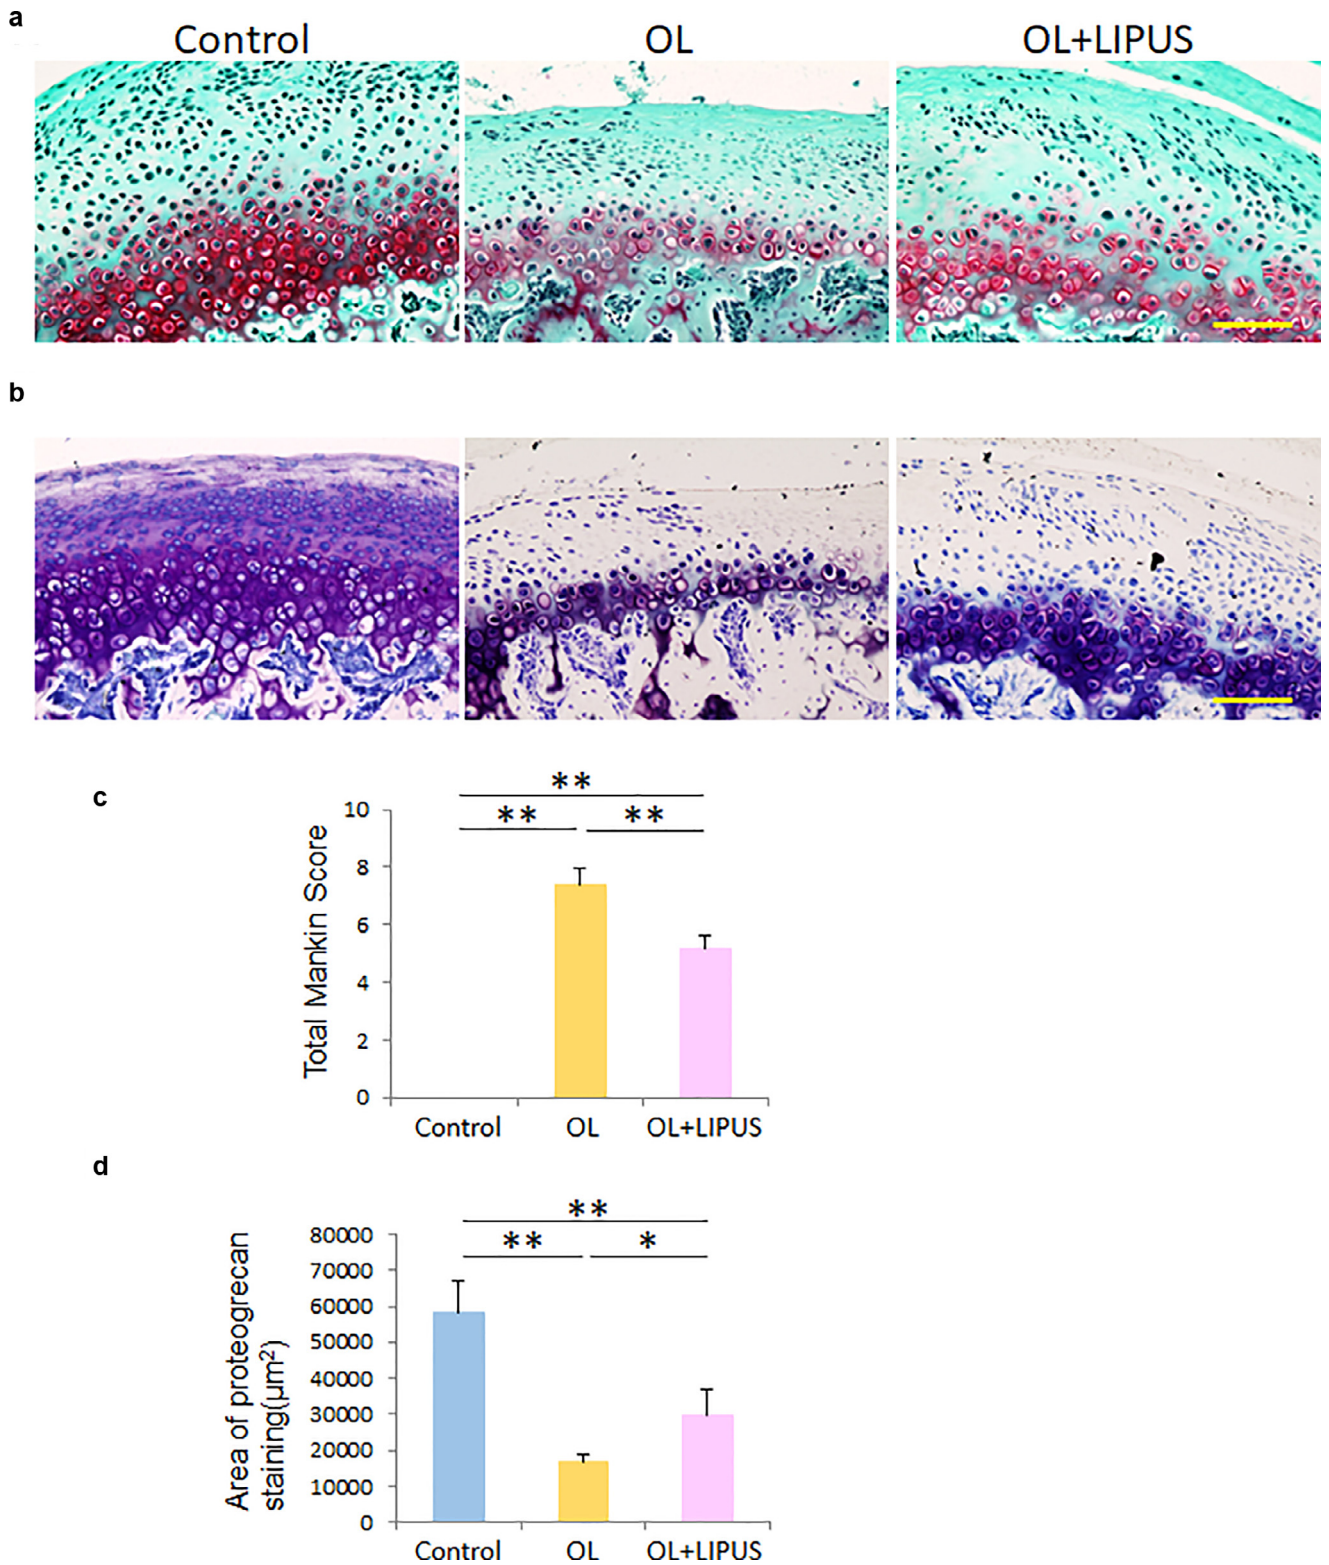 a
Control OL OL+LIPUS
b
c
**
** **
10
8
6
4
2
0
Total Mankin Score
Control OL OL+LIPUS
d
**
** *
80000
70000
60000
50000
40000
30000
20000
10000
0
Area of proteogrecan
staining(μm²)
Control OL OL+LIPUS